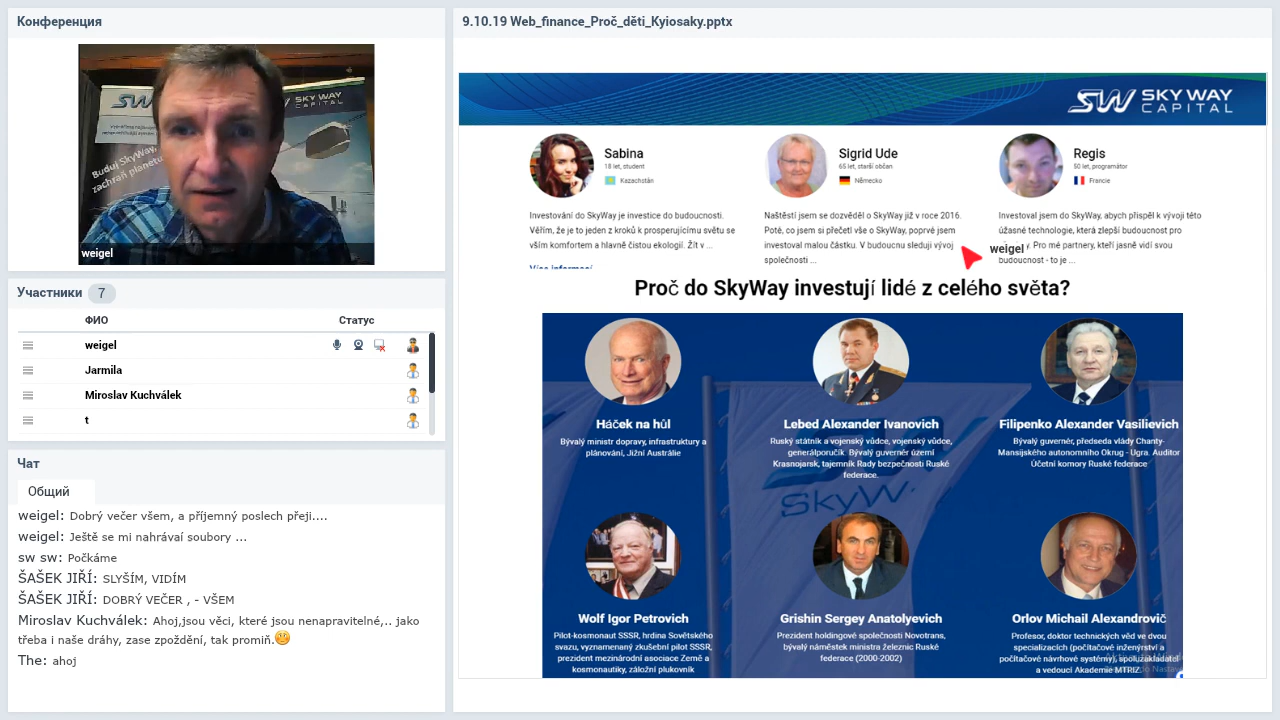 Конференция
SKY WAY
CAPITAL
Buduj SkyWay,
zachraj planetu
weigel
Участники 7
ФИО Статус
weigel
Jarmila
Miroslav Kuchválek
t
Чат
Общий
weigel: Dobrý večer všem, a příjemný poslech přeji....
weigel: Ještě se mi nahrávaí soubory ...
sw sw: Počkáme
ŠAŠEK JIŘÍ: SLYŠÍM, VIDÍM
ŠAŠEK JIŘÍ: DOBRÝ VEČER , - VŠEM
Miroslav Kuchválek: Ahoj,jsou věci, které jsou nenapravitelné,.. jako
třeba i naše dráhy, zase zpoždění, tak promiň.
The: ahoj
9.10.19 Web_finance_Proč_děti_Kyiosaky.pptx
SW SKY WAY
CAPITAL
Sabina
18 let, student
Kazachstán
Investování do SkyWay je investice do budoucnosti.
Věřím, že je to jeden z kroků k prosperujícímu světu se
vším komfortem a hlavně čistou ekologií. Žít v ...
Více informací
Sigrid Ude
65 let, starší občan
Německo
Naštěstí jsem se dozvěděl o SkyWay již v roce 2016.
Poté, co jsem si přečetl vše o SkyWay, poprvé jsem
investoval malou částku. V budoucnu sleduji vývoj
společnosti ...
Regis
50 let, programátor
Francie
Investoval jsem do SkyWay, abych přispěl k vývoji této
úžasné technologie, která zlepší budoucnost pro
Pro mé partnery, kteří jasně vidí svou
budoucnost - to je ...
weigel
Proč do SkyWay investují lidé z celého světa?
Háček na hůl
Bývalý ministr dopravy, infrastruktury a
plánování, Jižní Austrálie
Lebed Alexander Ivanovich
Ruský státník a vojenský vůdce, vojenský vůdce,
generálporučík Bývalý guvernér území
Krasnojarsk, tajemník Rady bezpečnosti Ruské
federace.
Filipenko Alexander Vasilievich
Bývalý guvernér, předseda vlády Chanty-
Mansijského autonomního Okrug - Ugra. Auditor
Účetní komory Ruské federace
SkyW
Wolf Igor Petrovich
Pilot-kosmonaut SSSR, hrdina Sovětského
svazu, vyznamenaný zkušební pilot SSSR,
prezident mezinárodní asociace Země a
kosmonautiky, záložní plukovník
Grishin Sergey Anatolyevich
Prezident holdingové společnosti Novotrans,
bývalý náměstek ministra železnic Ruské
federace (2000-2002)
Orlov Michail Alexandrovič
Profesor, doktor technických věd ve dvou
specializacích (počítačové inženýrství a
počítačové návrhové systémy), spoluzakladatel
a vedoucí Akademie MTRIZ.